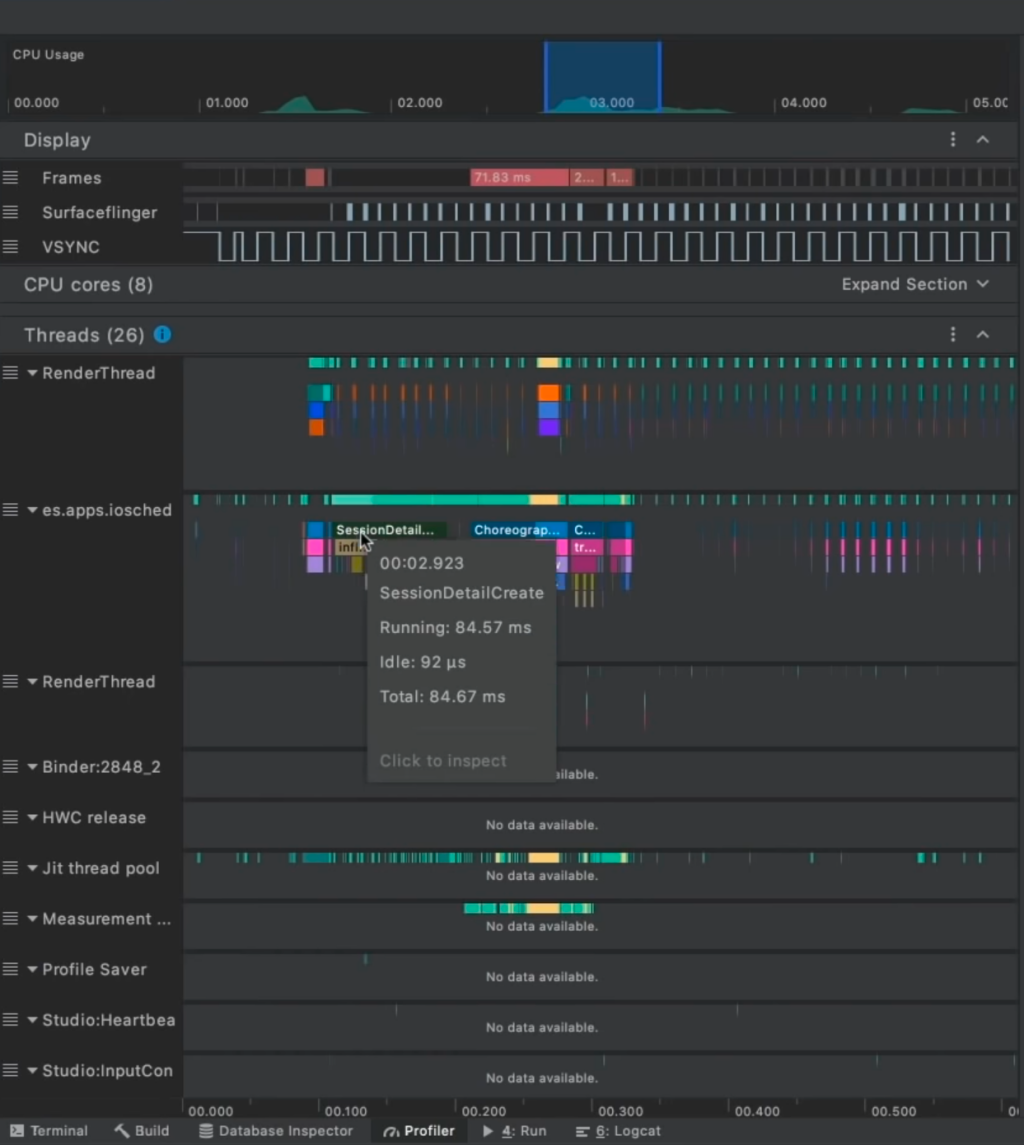 CPU Usage
00.000 01.000 02.000 03.000 04.000 05.00
Display
Frames 71.83 ms 2... 1...
Surfaceflinger
VSYNC
CPU cores (8) Expand Section
Threads (26)
RenderThread
es.apps.iosched
SessionDetail... Choreograp... C...
infl tr...
00:02.923
SessionDetailCreate
Running: 84.57 ms
Idle: 92 µs
Total: 84.67 ms
Click to inspect
RenderThread
Binder:2848_2
ailable.
HWC release
No data available.
Jit thread pool
No data available.
Measurement ...
No data available.
Profile Saver
No data available.
Studio:Heartbea
No data available.
Studio:InputCon
No data available.
00.000 00.100 00.200 00.300 00.400 00.500
Terminal Build Database Inspector Profiler 4: Run 6: Logcat